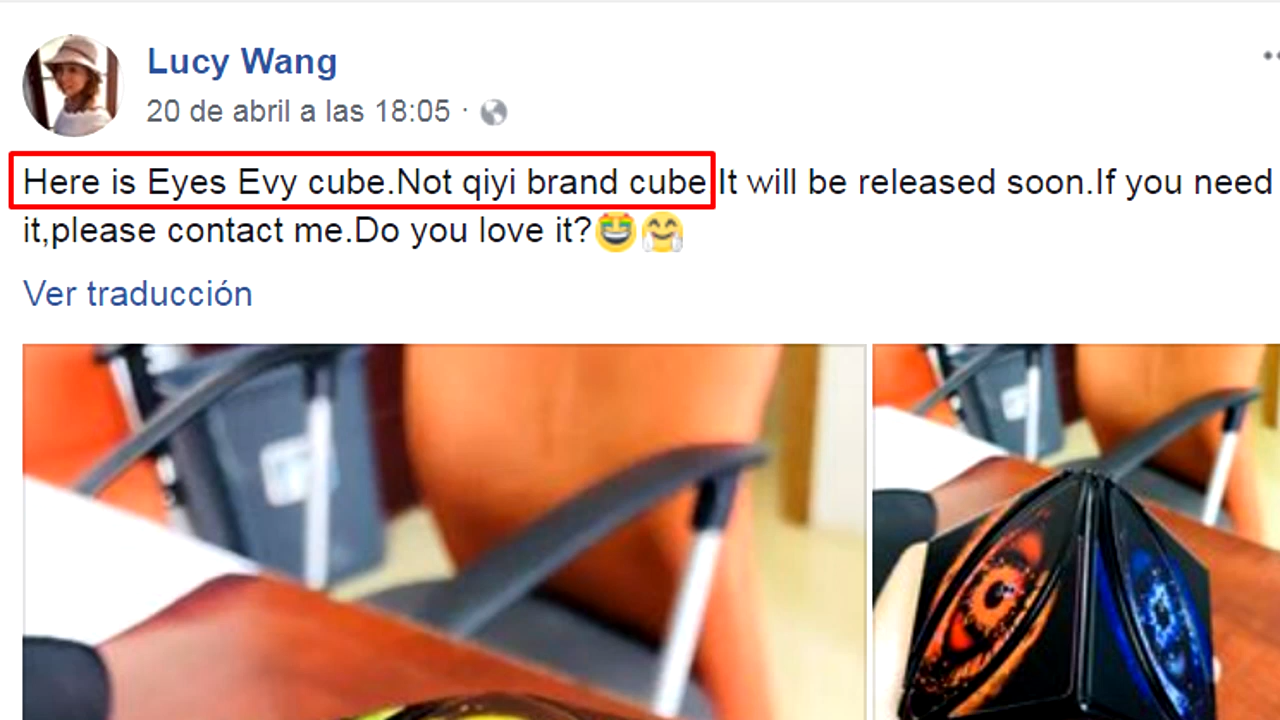 Lucy Wang
20 de abril a las 18:05 ·
Here is Eyes Evy cube.Not qiyi brand cube.It will be released soon.If you need
it,please contact me.Do you love it?🤩🤗
Ver traducción